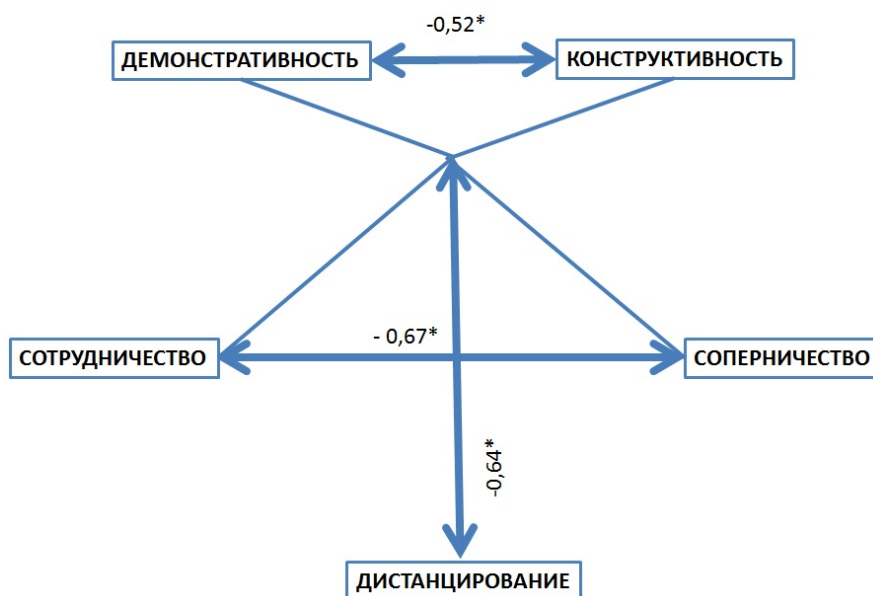 -0,52*
ДЕМОНСТРАТИВНОСТЬ
КОНСТРУКТИВНОСТЬ
- 0,67*
СОТРУДНИЧЕСТВО
СОПЕРНИЧЕСТВО
-0,64*
ДИСТАНЦИРОВАНИЕ